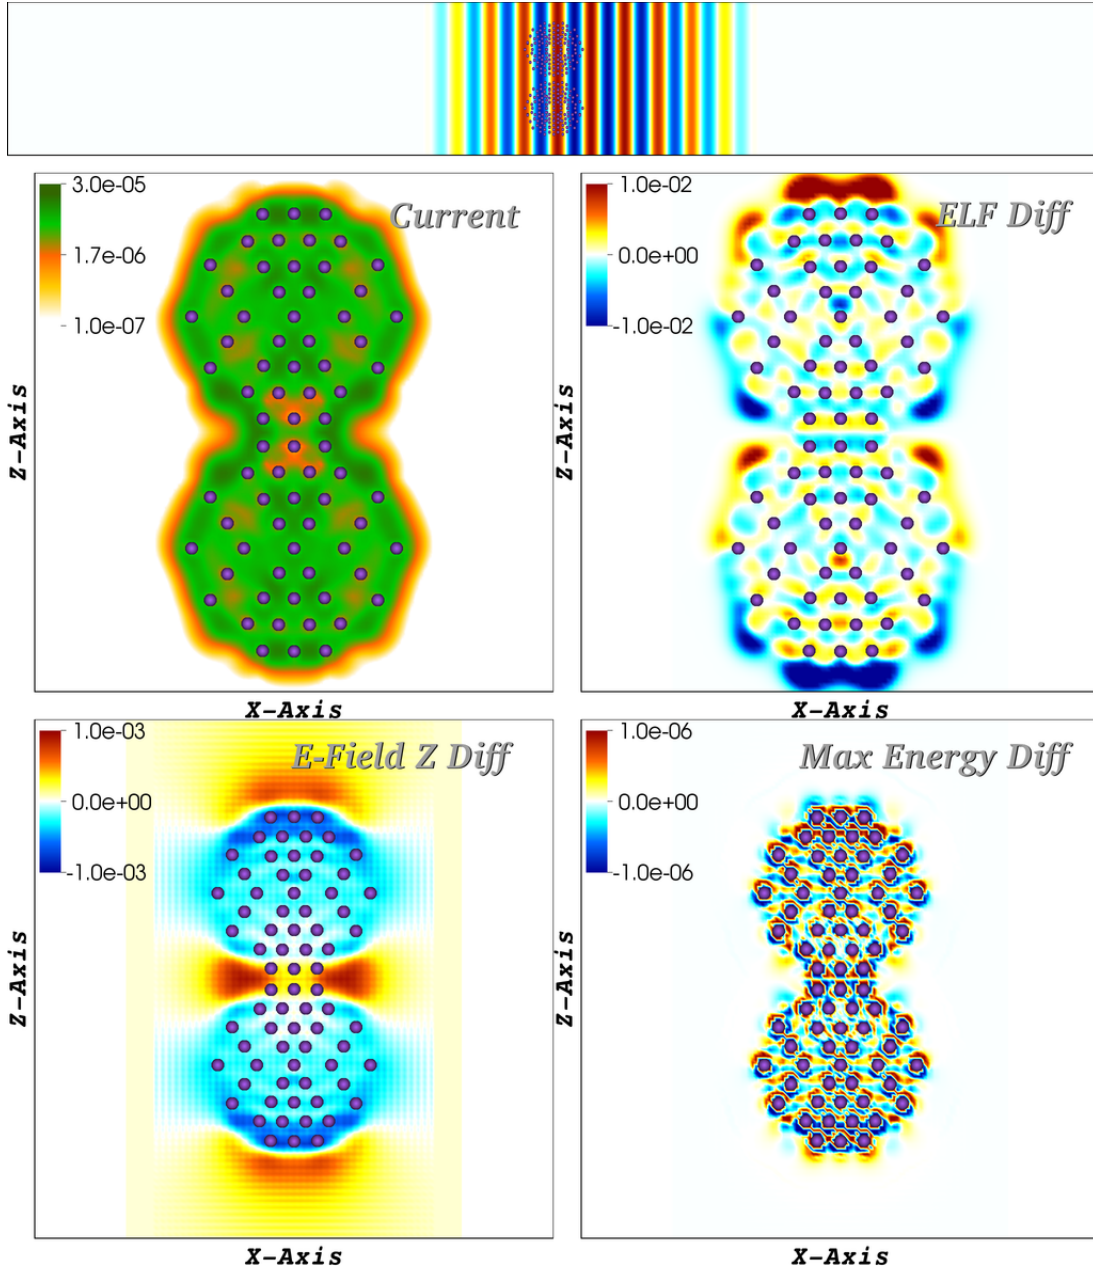 3.0e-05
1.7e-06
1.0e-07
Current
Z-Axis
X-Axis
1.0e-02
0.0e+00
-1.0e-02
ELF Diff
Z-Axis
X-Axis
1.0e-03
0.0e+00
-1.0e-03
E-Field Z Diff
Z-Axis
X-Axis
1.0e-06
0.0e+00
-1.0e-06
Max Energy Diff
Z-Axis
X-Axis